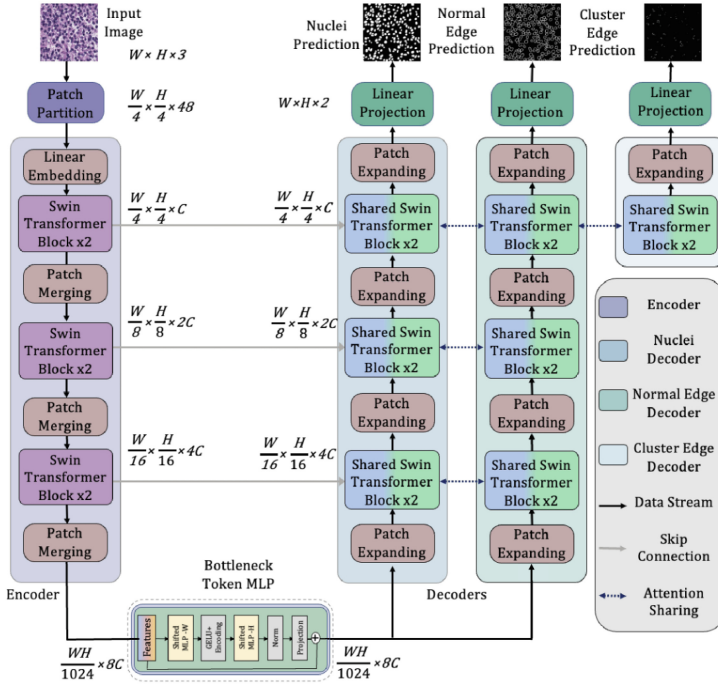 Input
Image
W × H × 3
Nuclei
Prediction
Normal
Edge
Prediction
Cluster
Edge
Prediction
Patch
Partition
W/4 × H/4 × 48
W × H × 2
Linear
Projection
Linear
Projection
Linear
Projection
Linear
Embedding
Swin
Transformer
Block x2
W/4 × H/4 × C
Patch
Merging
Swin
Transformer
Block x2
W/8 × H/8 × 2C
Patch
Merging
Swin
Transformer
Block x2
W/16 × H/16 × 4C
Patch
Merging
Encoder
W/4 × H/4 × C
W/8 × H/8 × 2C
W/16 × H/16 × 4C
Patch
Expanding
Shared Swin
Transformer
Block x2
Patch
Expanding
Shared Swin
Transformer
Block x2
Patch
Expanding
Shared Swin
Transformer
Block x2
Patch
Expanding
Patch
Expanding
Shared Swin
Transformer
Block x2
Patch
Expanding
Shared Swin
Transformer
Block x2
Patch
Expanding
Shared Swin
Transformer
Block x2
Patch
Expanding
Patch
Expanding
Shared Swin
Transformer
Block x2
Decoders
Encoder
Nuclei
Decoder
Normal Edge
Decoder
Cluster Edge
Decoder
Data Stream
Skip
Connection
Attention
Sharing
Bottleneck
Token MLP
Features
Shifted
MLP -W
GELU+
Encoding
Shifted
MLP -H
Norm
Projection
+
WH/1024 × 8C
WH/1024 × 8C